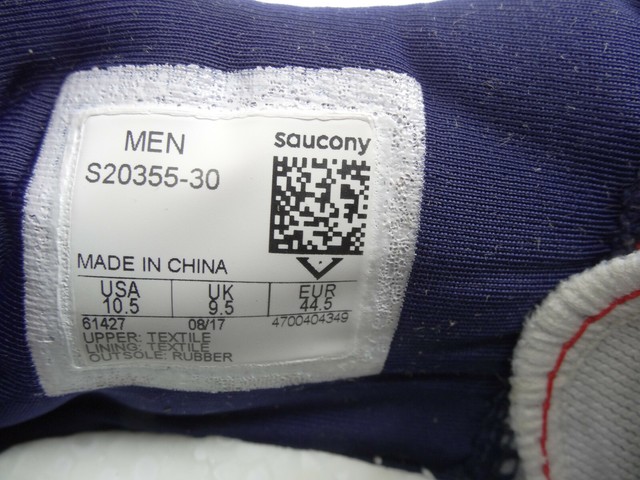 MEN
saucony
S20355-30
MADE IN CHINA
USA UK EUR
10.5 9.5 44.5
61427 08/17 4700404349
UPPER: TEXTILE
LINING: TEXTILE
OUTSOLE: RUBBER